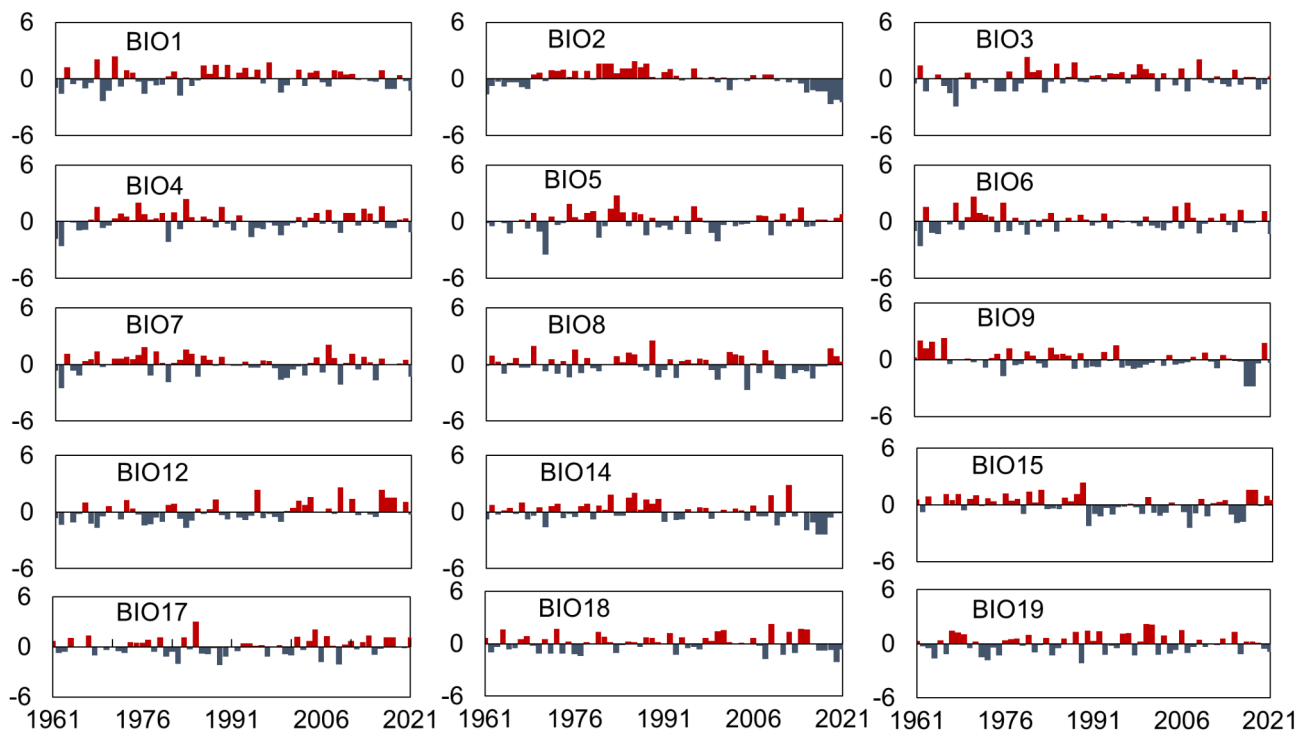 6 6 6
BIO1 BIO2 BIO3
0 0 0
-6 -6 -6
6 6 6
BIO4 BIO5 BIO6
0 0 0
-6 -6 -6
6 6 6
BIO7 BIO8 BIO9
0 0 0
-6 -6 -6
6 6 6
BIO12 BIO14 BIO15
0 0 0
-6 -6 -6
6 6 6
BIO17 BIO18 BIO19
0 0 0
-6 -6 -6
1961 1976 1991 2006 2021 1961 1976 1991 2006 2021 1961 1976 1991 2006 2021